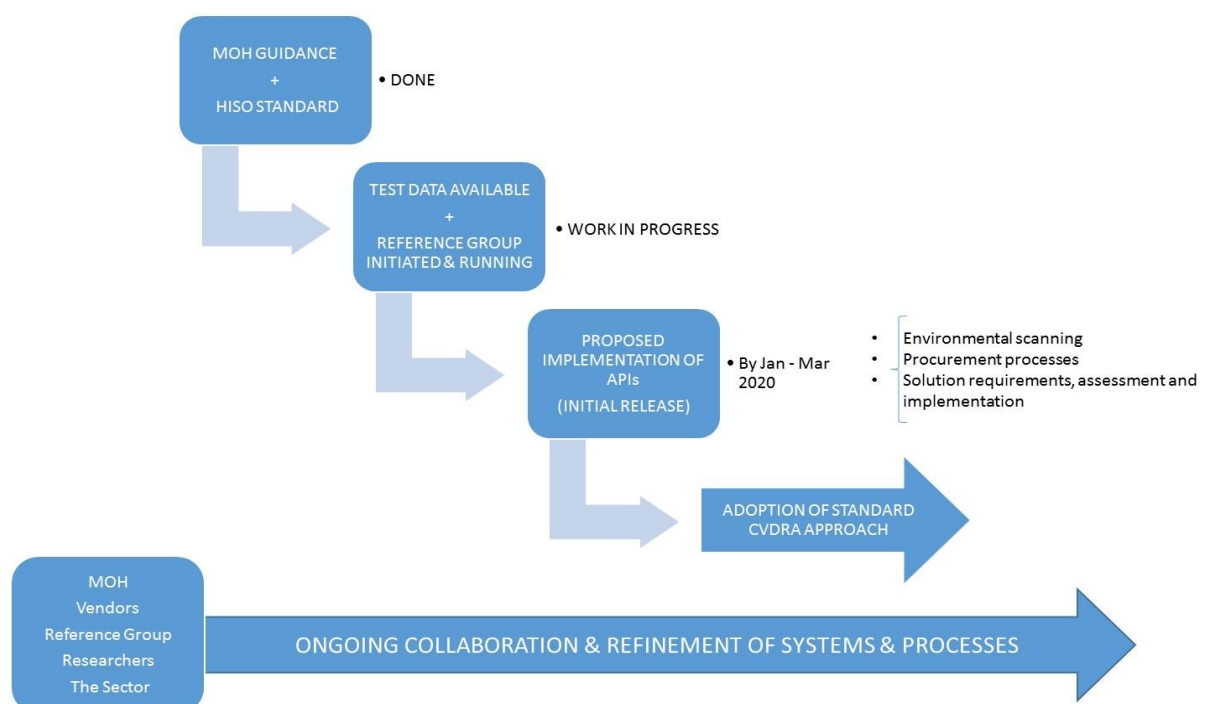 MOH GUIDANCE
+
HISO STANDARD
• DONE
TEST DATA AVAILABLE
+
REFERENCE GROUP
INITIATED & RUNNING
• WORK IN PROGRESS
PROPOSED
IMPLEMENTATION OF
APIs
(INITIAL RELEASE)
• By Jan - Mar
2020
• Environmental scanning
• Procurement processes
• Solution requirements, assessment and
implementation
ADOPTION OF STANDARD
CVDRA APPROACH
MOH
Vendors
Reference Group
Researchers
The Sector
ONGOING COLLABORATION & REFINEMENT OF SYSTEMS & PROCESSES